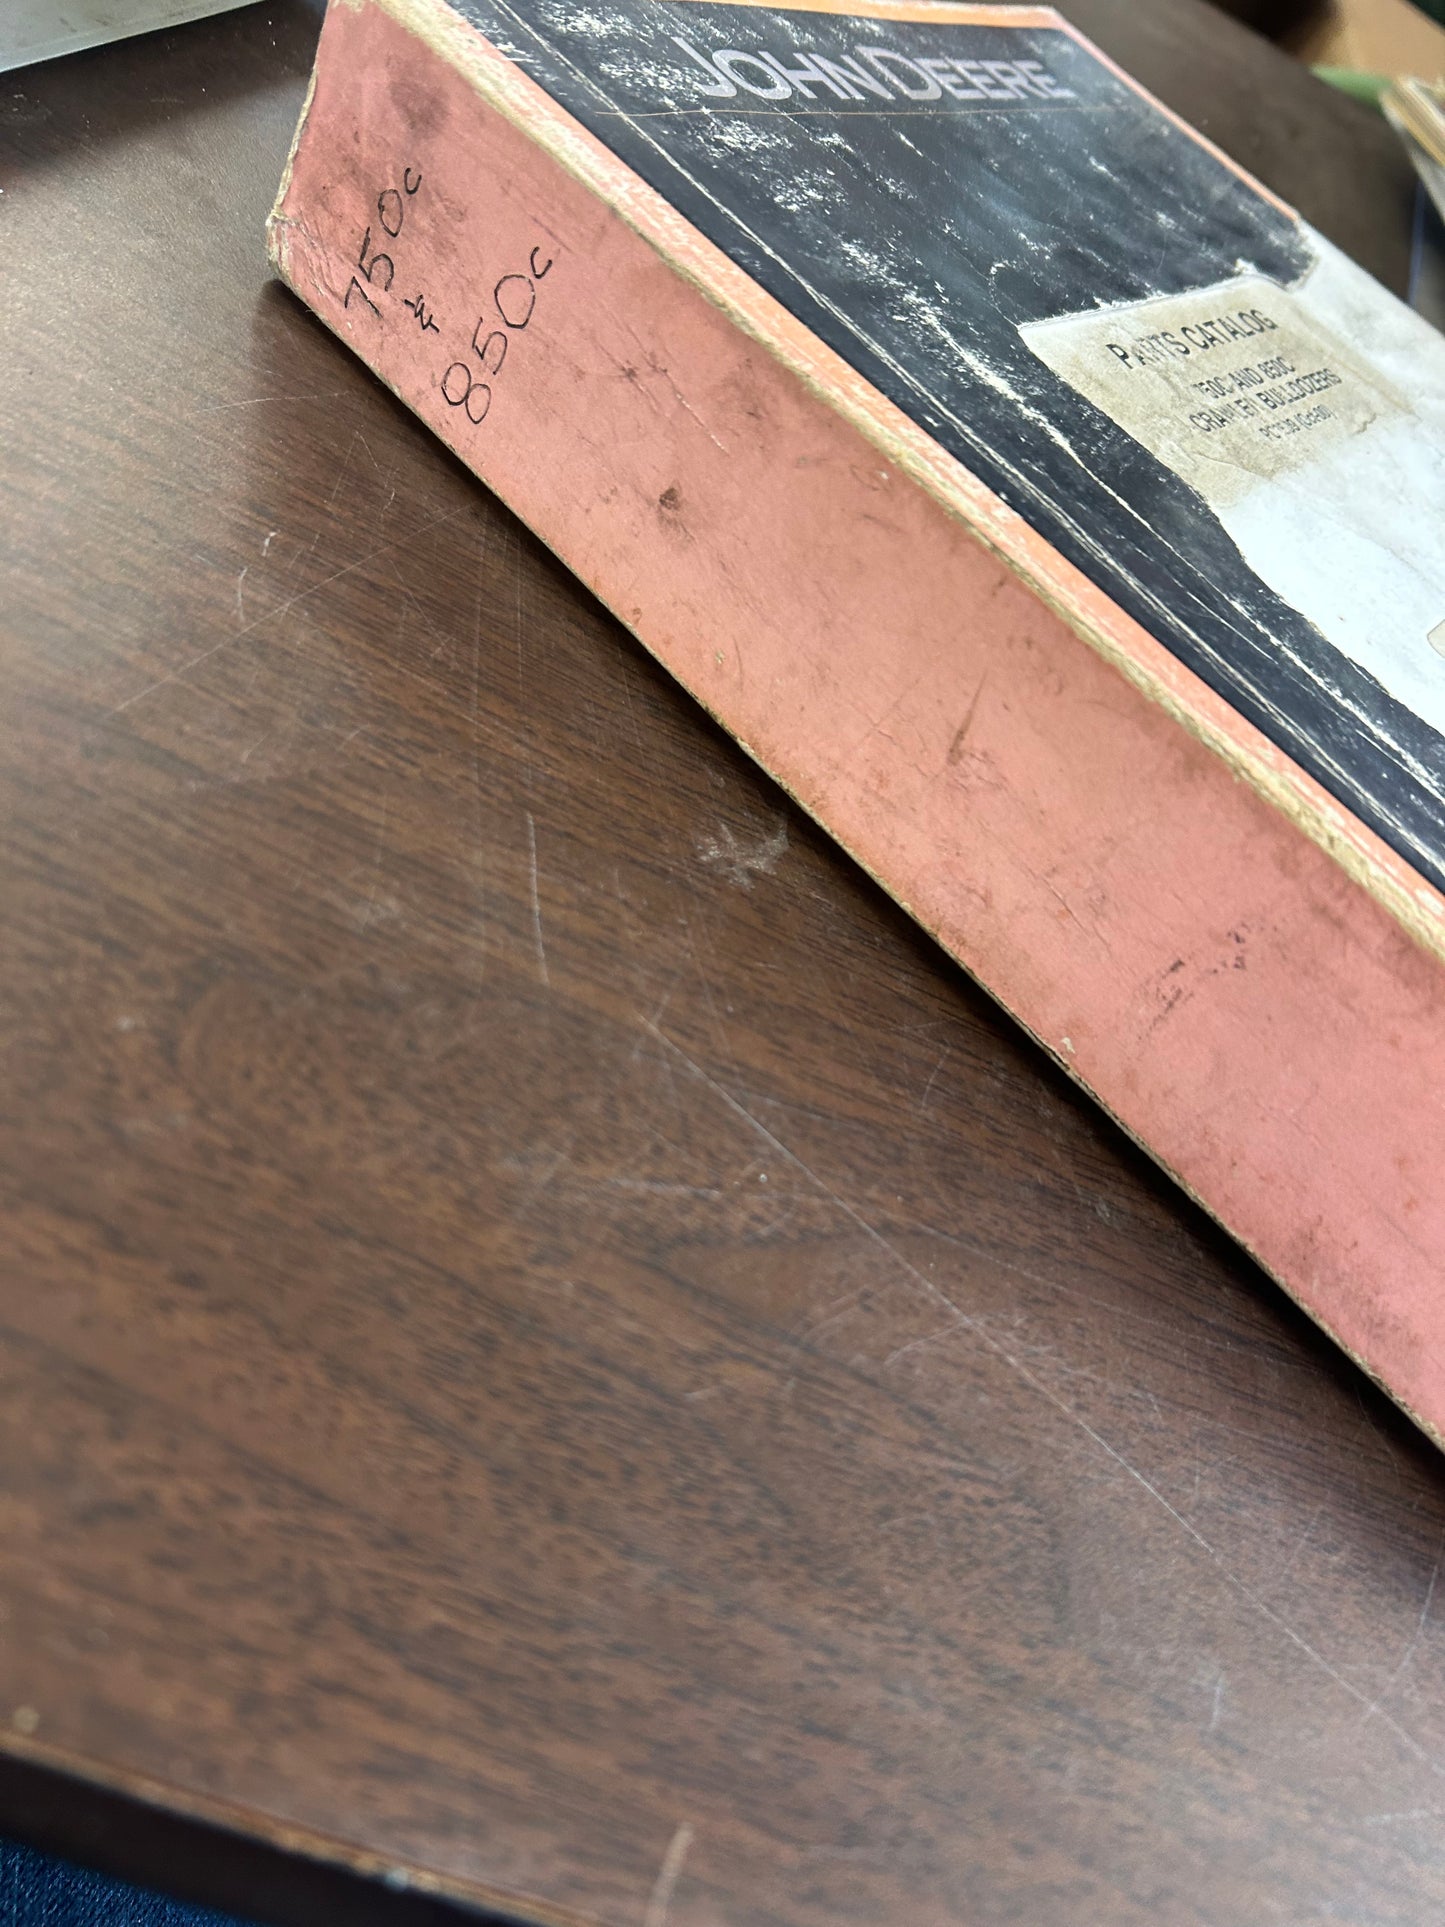 JOHN DEERE
PARTS CATALOG
750C AND 850C
CRAWLER BULLDOZERS
750c
&
850c